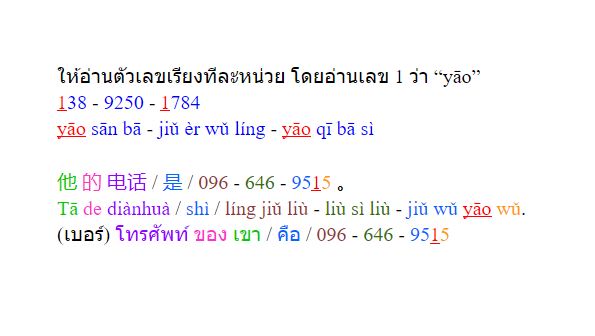 ให้อ่านตัวเลขเรียงทีละหน่วย โดยอ่านเลข 1 ว่า “yāo”
138 - 9250 - 1784
yāo sān bā - jiǔ èr wǔ líng - yāo qī bā sì
他 的 电话 / 是 / 096 - 646 - 9515 。
Tā de diànhuà / shì / líng jiǔ liù - liù sì liù - jiǔ wǔ yāo wǔ.
(เบอร์) โทรศัพท์ ของ เขา / คือ / 096 - 646 - 9515